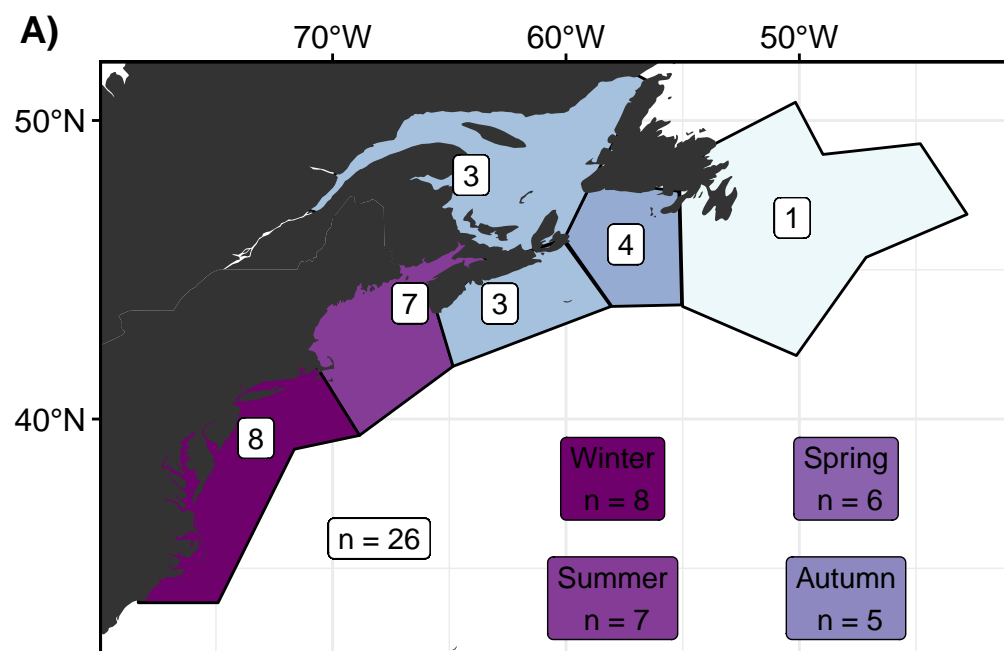 A)
70°W 60°W 50°W
50°N
3
1
4
7 3
40°N
8
Winter
n = 8
Spring
n = 6
n = 26
Summer
n = 7
Autumn
n = 5